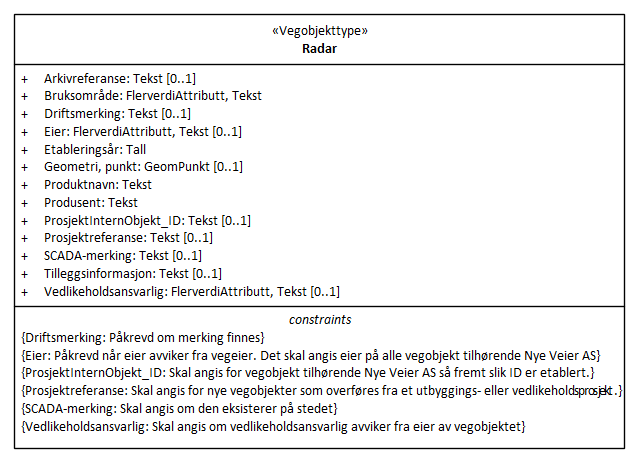 «Vegobjekttype»
Radar
+ Arkivreferanse: Tekst [0..1]
+ Bruksområde: FlerverdiAttributt, Tekst
+ Driftsmerking: Tekst [0..1]
+ Eier: FlerverdiAttributt, Tekst [0..1]
+ Etableringsår: Tall
+ Geometri, punkt: GeomPunkt [0..1]
+ Produktnavn: Tekst
+ Produsent: Tekst
+ ProsjektInternObjekt_ID: Tekst [0..1]
+ Prosjektreferanse: Tekst [0..1]
+ SCADA-merking: Tekst [0..1]
+ Tilleggsinformasjon: Tekst [0..1]
+ Vedlikeholdsansvarlig: FlerverdiAttributt, Tekst [0..1]
constraints
{Driftsmerking: Påkrevd om merking finnes}
{Eier: Påkrevd når eier avviker fra vegeier. Det skal angis eier på alle vegobjekt tilhørende Nye Veier AS}
{ProsjektInternObjekt_ID: Skal angis for vegobjekt tilhørende Nye Veier AS så fremt slik ID er etablert.}
{Prosjektreferanse: Skal angis for nye vegobjekter som overføres fra et utbyggings- eller vedlikeholdsprosjekt.}
{SCADA-merking: Skal angis om den eksisterer på stedet}
{Vedlikeholdsansvarlig: Skal angis om vedlikeholdsansvarlig avviker fra eier av vegobjektet}